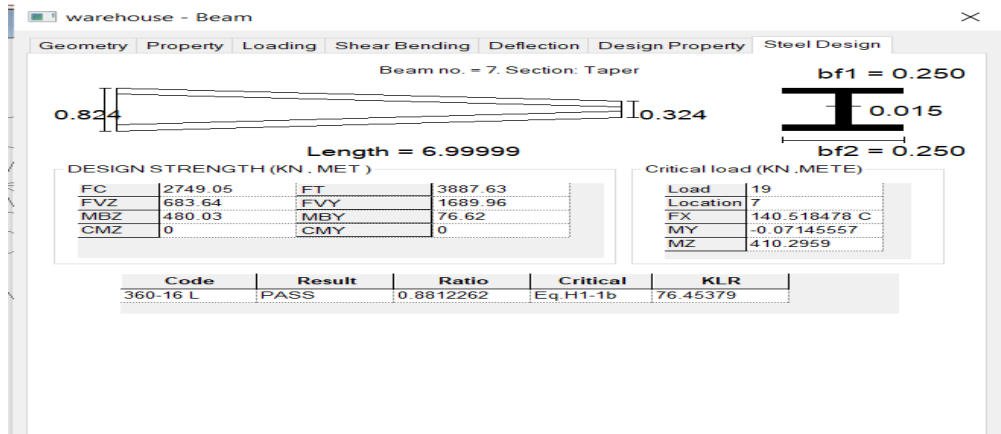 warehouse - Beam
Geometry Property Loading Shear Bending Deflection Design Property Steel Design
Beam no. = 7. Section: Taper
bf1 = 0.250
0.824
0.324
0.015
Length = 6.99999
bf2 = 0.250
DESIGN STRENGTH (KN , MET )
FC 2749.05 FT 3887.63
FVZ 683.64 FVY 1689.96
MBZ 480.03 MBY 76.62
CMZ 0 CMY 0
Critical load (KN ,METE)
Load 19
Location 7
FX 140.518478 C
MY -0.07145557
MZ 410.2959
Code Result Ratio Critical KLR
360-16 L PASS 0.8812262 Eq.H1-1b 76.45379